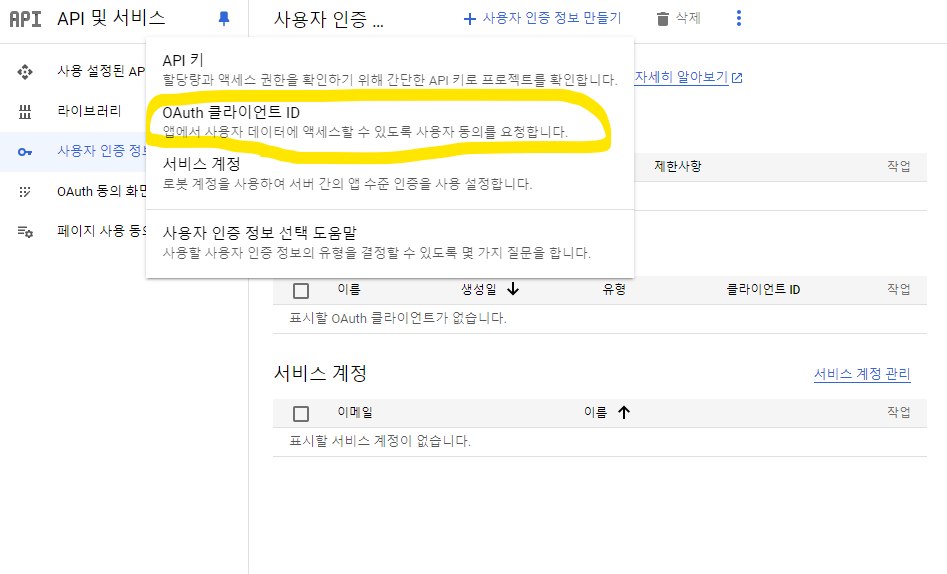 API API 및 서비스
사용자 인증 ...
사용자 인증 정보 만들기
삭제
사용 설정된 AP
라이브러리
사용자 인증 정보
OAuth 동의 화면
페이지 사용 동의
API 키
할당량과 액세스 권한을 확인하기 위해 간단한 API 키로 프로젝트를 확인합니다.
OAuth 클라이언트 ID
앱에서 사용자 데이터에 액세스할 수 있도록 사용자 동의를 요청합니다.
서비스 계정
로봇 계정을 사용하여 서버 간의 앱 수준 인증을 사용 설정합니다.
사용자 인증 정보 선택 도움말
사용할 사용자 인증 정보의 유형을 결정할 수 있도록 몇 가지 질문을 합니다.
자세히 알아보기
제한사항 작업
이름 생성일 유형 클라이언트 ID 작업
표시할 OAuth 클라이언트가 없습니다.
서비스 계정 서비스 계정 관리
이메일 이름 작업
표시할 서비스 계정이 없습니다.